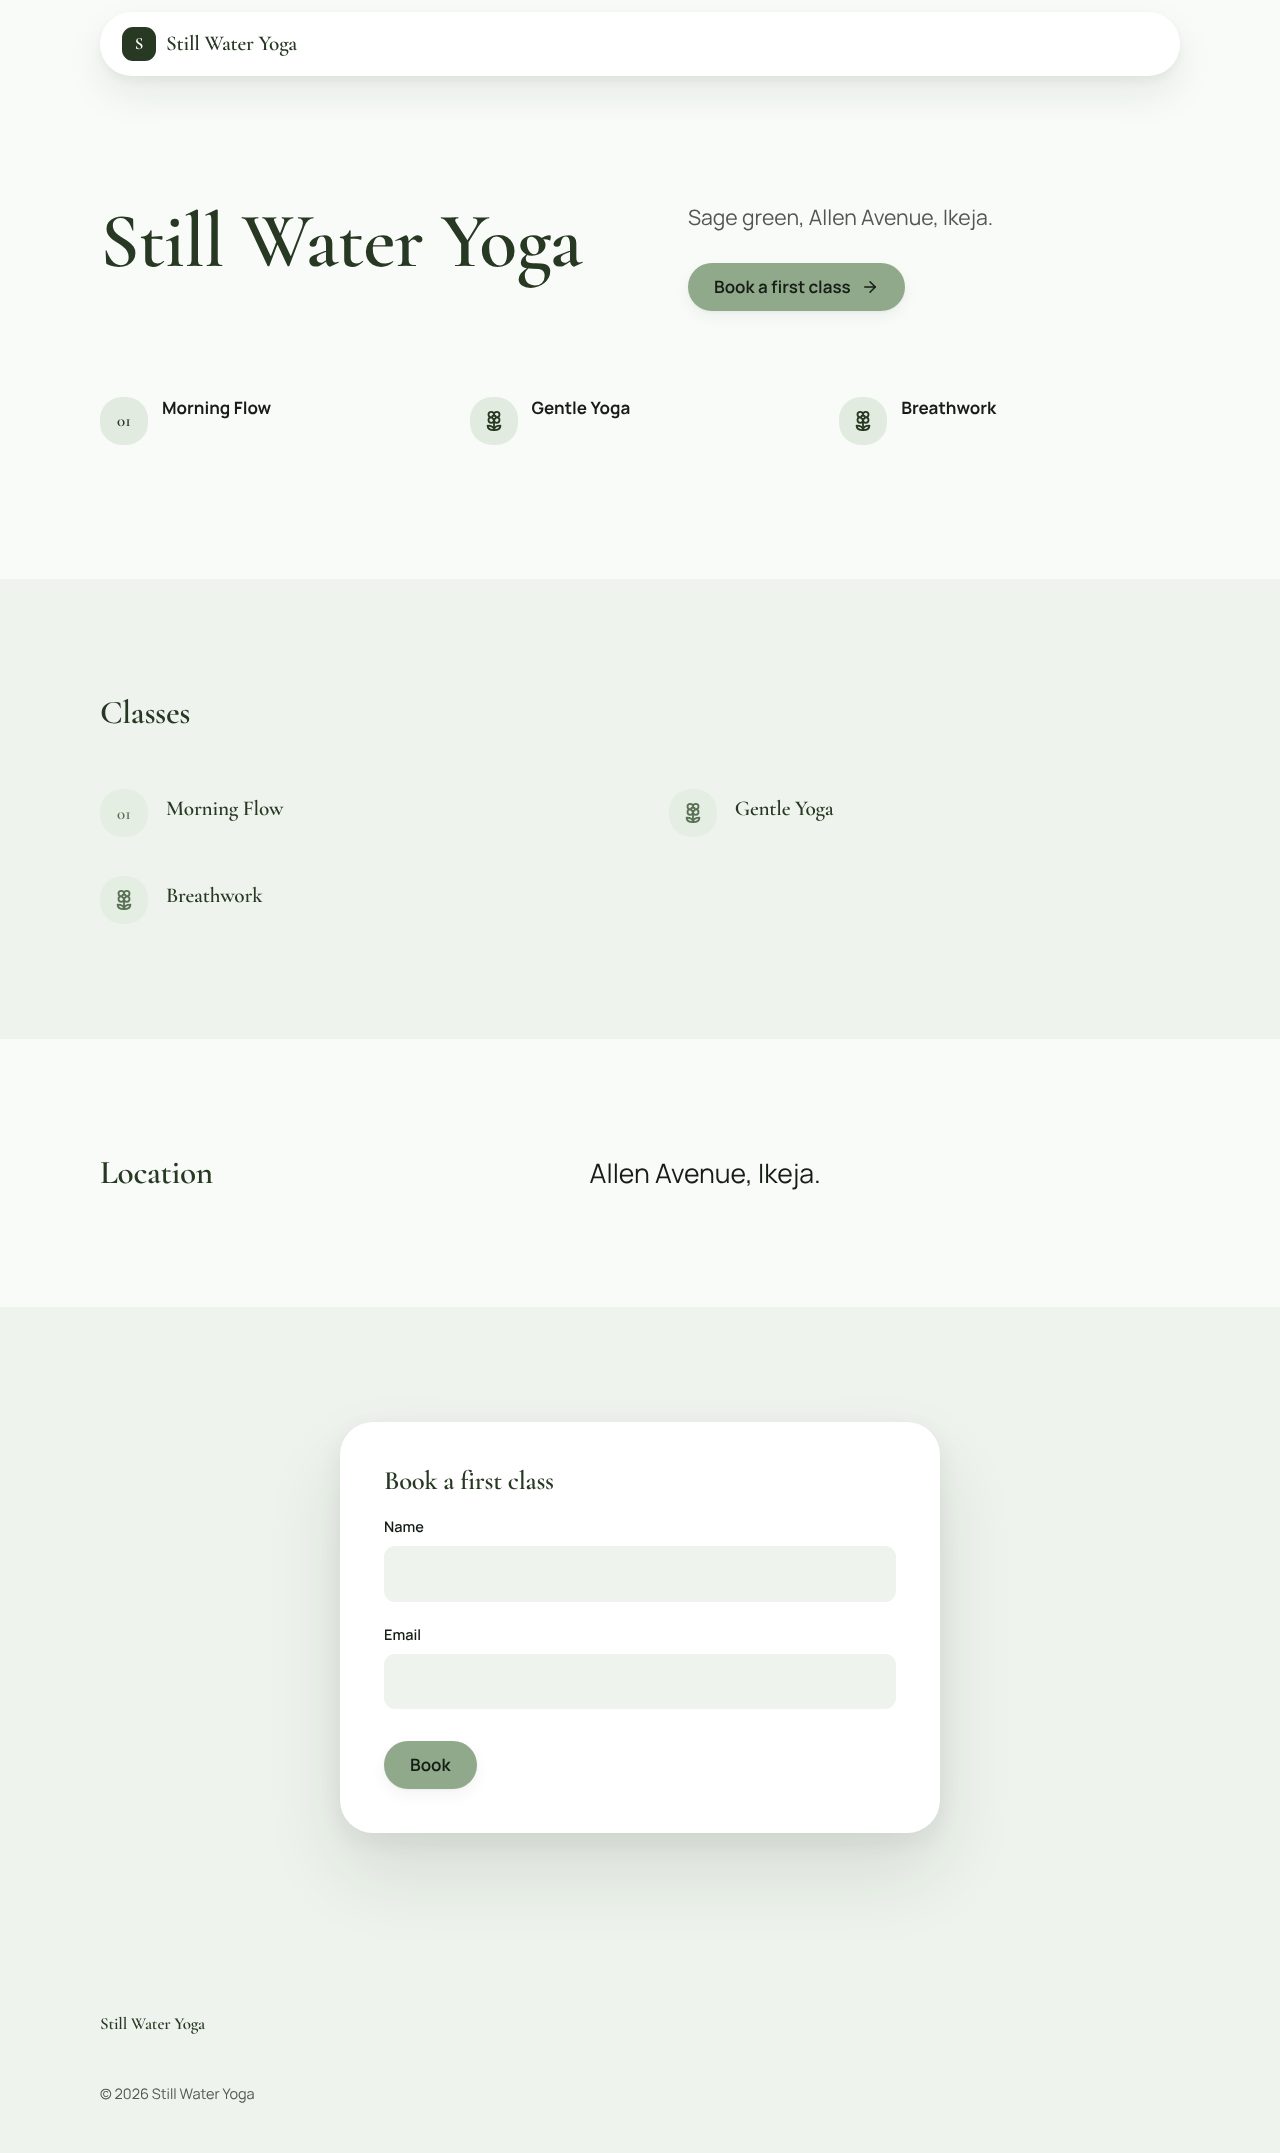 S Still Water Yoga
Still Water Yoga
Sage green, Allen Avenue, Ikeja.
Book a first class
01 Morning Flow
Gentle Yoga
Breathwork
Classes
01 Morning Flow
Gentle Yoga
Breathwork
Location
Allen Avenue, Ikeja.
Book a first class
Name
Email
Book
Still Water Yoga
© 2026 Still Water Yoga